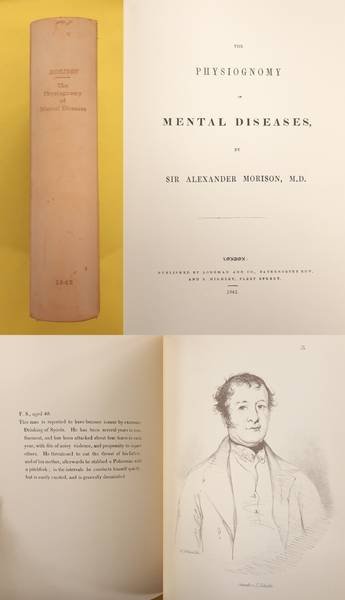 MORISON
The
Physiognomy
of
Mental Diseases
1843
THE
PHYSIOGNOMY
OF
MENTAL DISEASES,
BY
SIR ALEXANDER MORISON, M.D.
LONDON:
PUBLISHED BY LONGMAN AND CO., PATERNOSTER ROW,
AND S. HIGHLEY, FLEET STREET.
1843.
F. S., aged 40.
This man is reported to have become insane by excessive
Drinking of Spirits. He has been several years in con-
finement, and has been attacked about four times in each
year, with fits of noisy violence, and propensity to injure
others. He threatened to cut the throat of his father,
and of his mother, afterwards he stabbed a Policeman with
a pitchfork; in the intervals he conducts himself quietly,
but is easily excited, and is generally dissatisfied